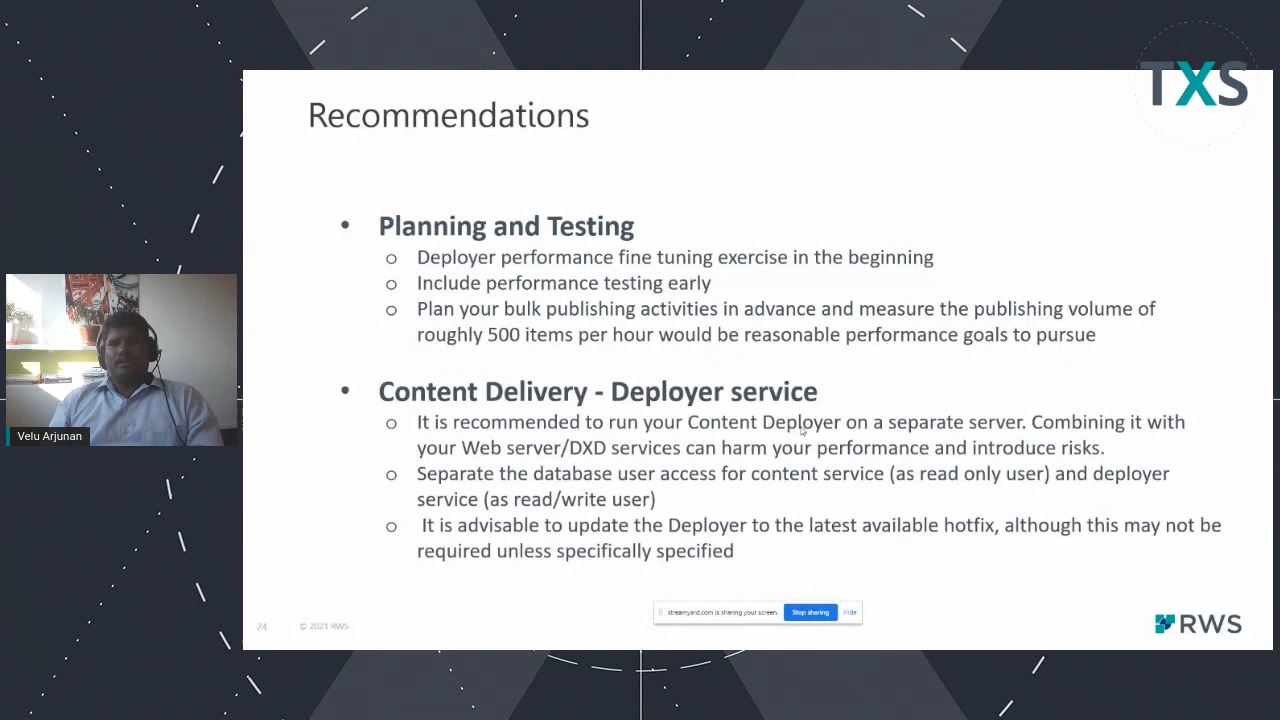 TXS
Recommendations
• Planning and Testing
o Deployer performance fine tuning exercise in the beginning
o Include performance testing early
o Plan your bulk publishing activities in advance and measure the publishing volume of
roughly 500 items per hour would be reasonable performance goals to pursue
• Content Delivery - Deployer service
o It is recommended to run your Content Deployer on a separate server. Combining it with
your Web server/DXD services can harm your performance and introduce risks.
o Separate the database user access for content service (as read only user) and deployer
service (as read/write user)
o It is advisable to update the Deployer to the latest available hotfix, although this may not be
required unless specifically specified
Velu Arjunan
streamyard.com is sharing your screen. Stop sharing Hide
24 © 2021 RWS
RWS